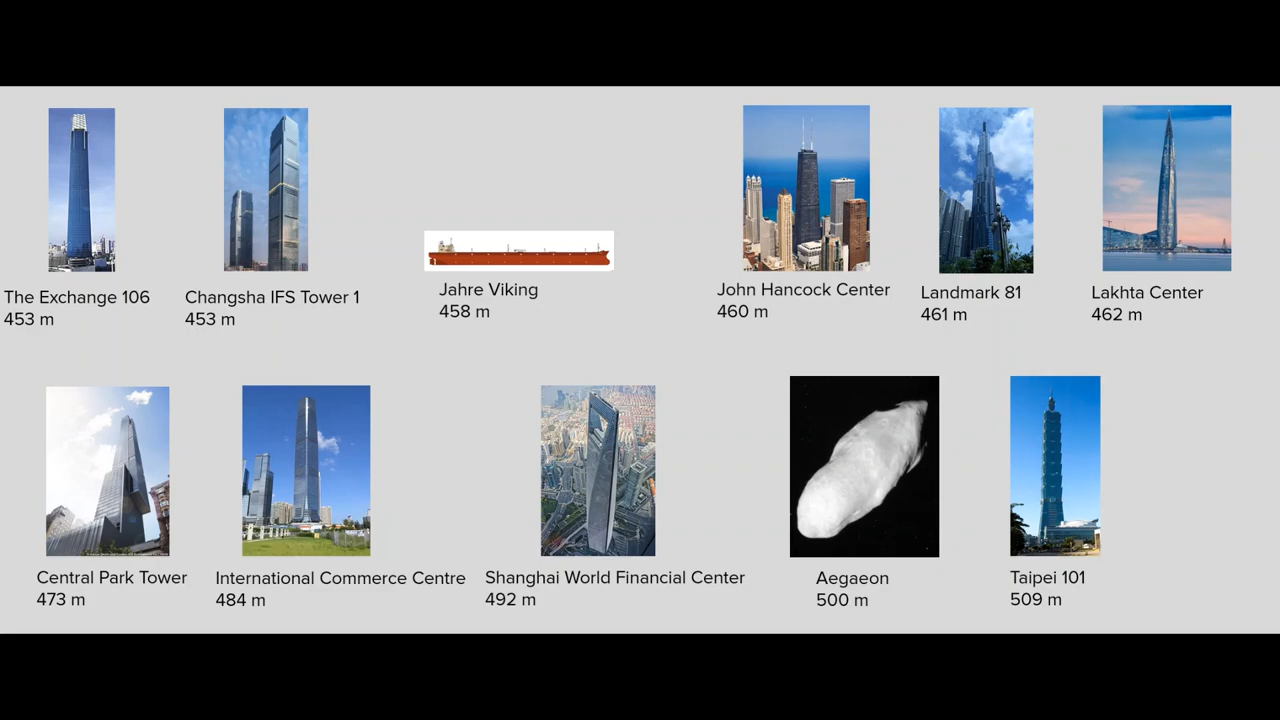 The Exchange 106
453 m
Changsha IFS Tower 1
453 m
Jahre Viking
458 m
John Hancock Center
460 m
Landmark 81
461 m
Lakhta Center
462 m
Central Park Tower
473 m
International Commerce Centre
484 m
Shanghai World Financial Center
492 m
Aegaeon
500 m
Taipei 101
509 m